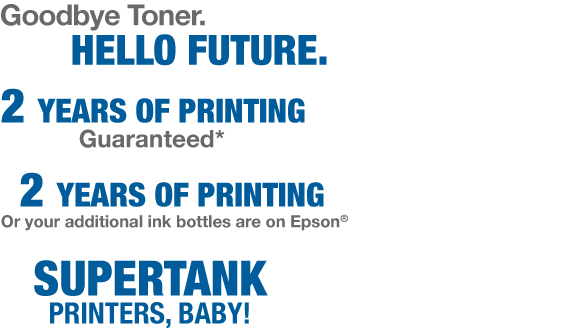 Goodbye Toner.
HELLO FUTURE.
2 YEARS OF PRINTING
Guaranteed*
2 YEARS OF PRINTING
Or your additional ink bottles are on Epson®
SUPERTANK
PRINTERS, BABY!